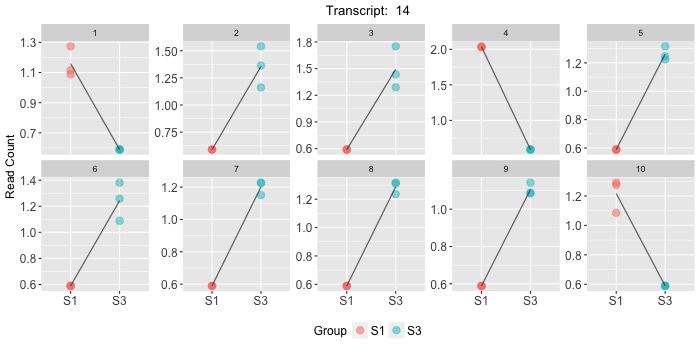 Transcript: 14
1 2 3 4 5
1.3 1.1 0.9 0.7
1.50 1.25 1.00 0.75
1.8 1.5 1.2 0.9 0.6
2.0 1.5 1.0
1.2 1.0 0.8 0.6
Read Count
6 7 8 9 10
1.4 1.2 1.0 0.8 0.6
1.2 1.0 0.8 0.6
1.2 1.0 0.8 0.6
1.0 0.8 0.6
1.2 1.0 0.8 0.6
S1 S3 S1 S3 S1 S3 S1 S3 S1 S3
Group S1 S3